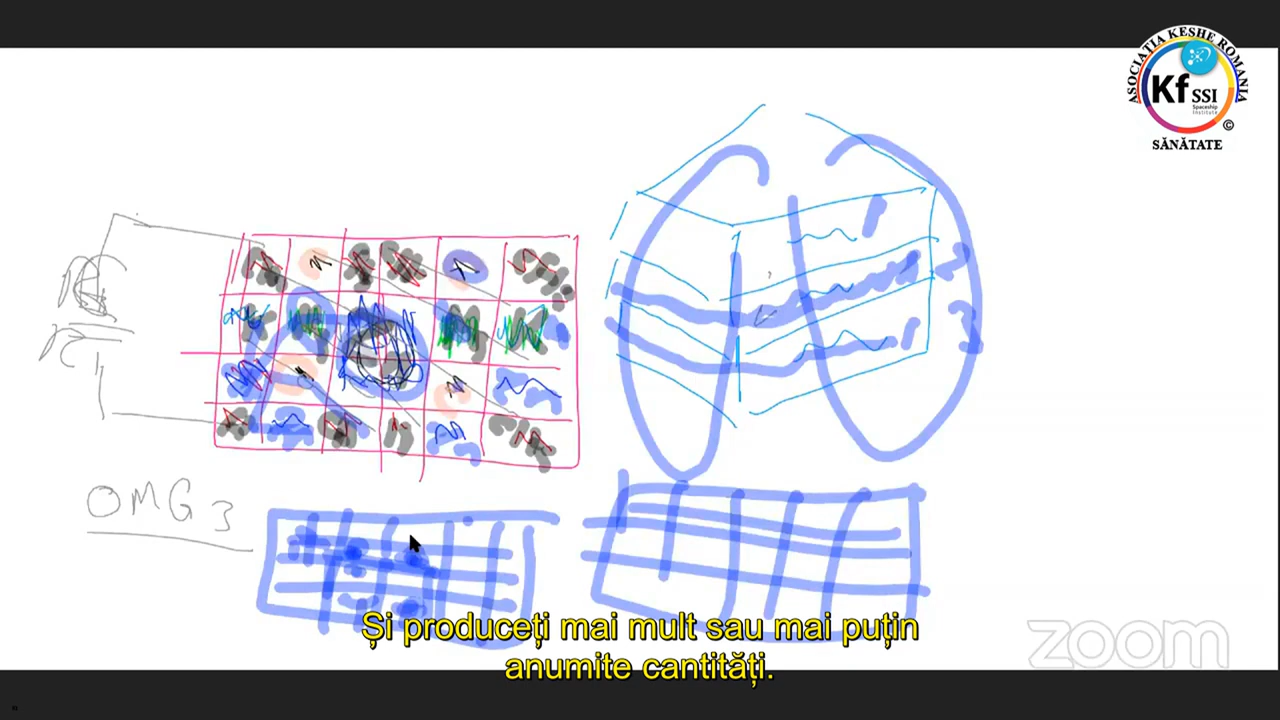 ASOCIAȚIA KESHE ROMANIA
Kf SSI
Spaceship
Institute
©
SĂNĂTATE
OMG 3
Și produceți mai mult sau mai puțin
anumite cantități.
zoom